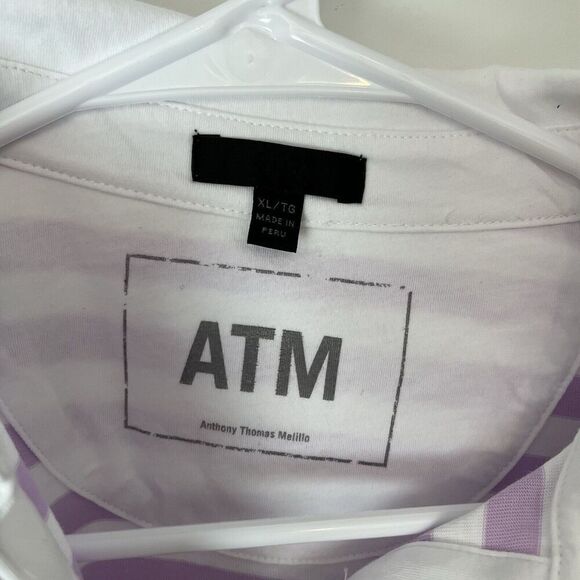 XL/TG
MADE IN
PERU
ATM
Anthony Thomas Melillo